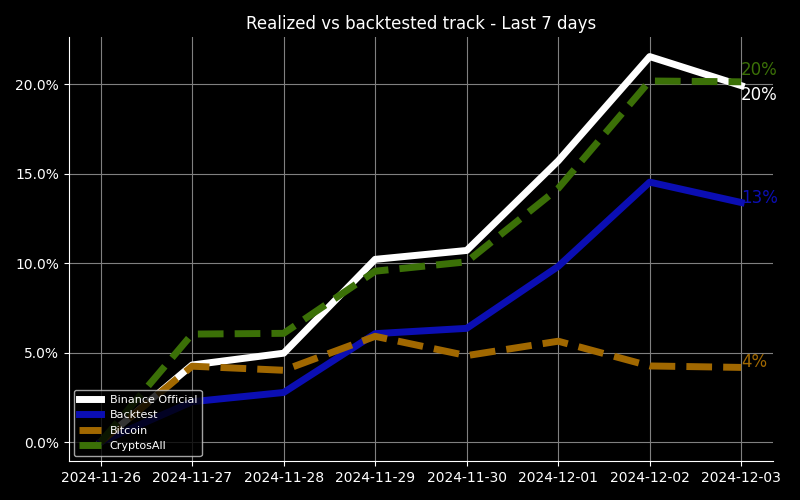 Realized vs backtested track - Last 7 days
20.0%
15.0%
10.0%
5.0%
0.0%
20%
20%
13%
4%
Binance Official
Backtest
Bitcoin
CryptosAll
2024-11-26 2024-11-27 2024-11-28 2024-11-29 2024-11-30 2024-12-01 2024-12-02 2024-12-03